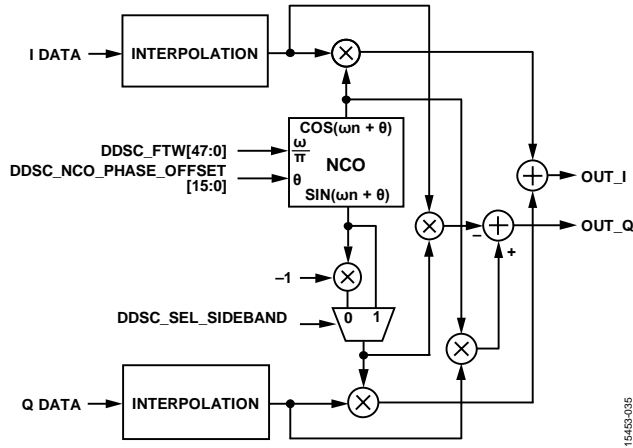 I DATA
INTERPOLATION
COS(ωn + θ)
DDSC_FTW[47:0]
ω
π
NCO
DDSC_NCO_PHASE_OFFSET
[15:0]
θ
SIN(ωn + θ)
OUT_I
OUT_Q
–
+
–1
0
1
DDSC_SEL_SIDEBAND
Q DATA
INTERPOLATION
15453-035